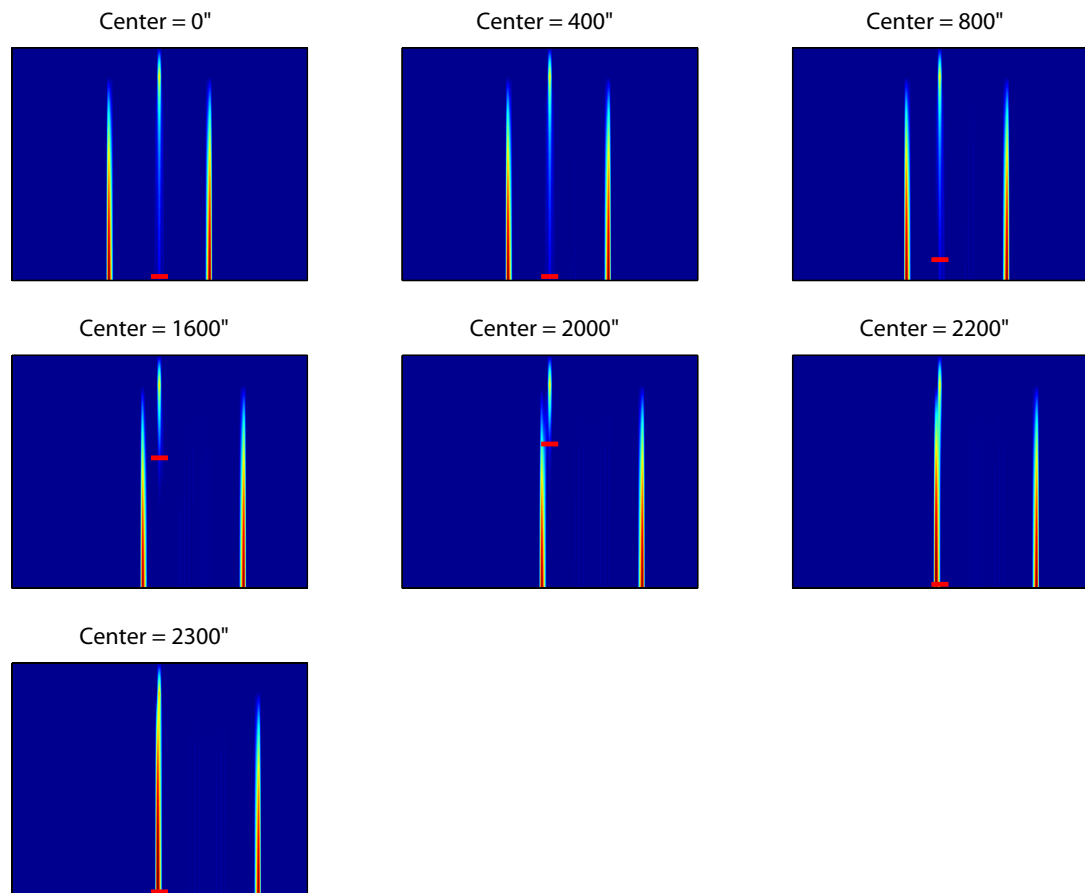 Center = 0"
Center = 400"
Center = 800"
Center = 1600"
Center = 2000"
Center = 2200"
Center = 2300"